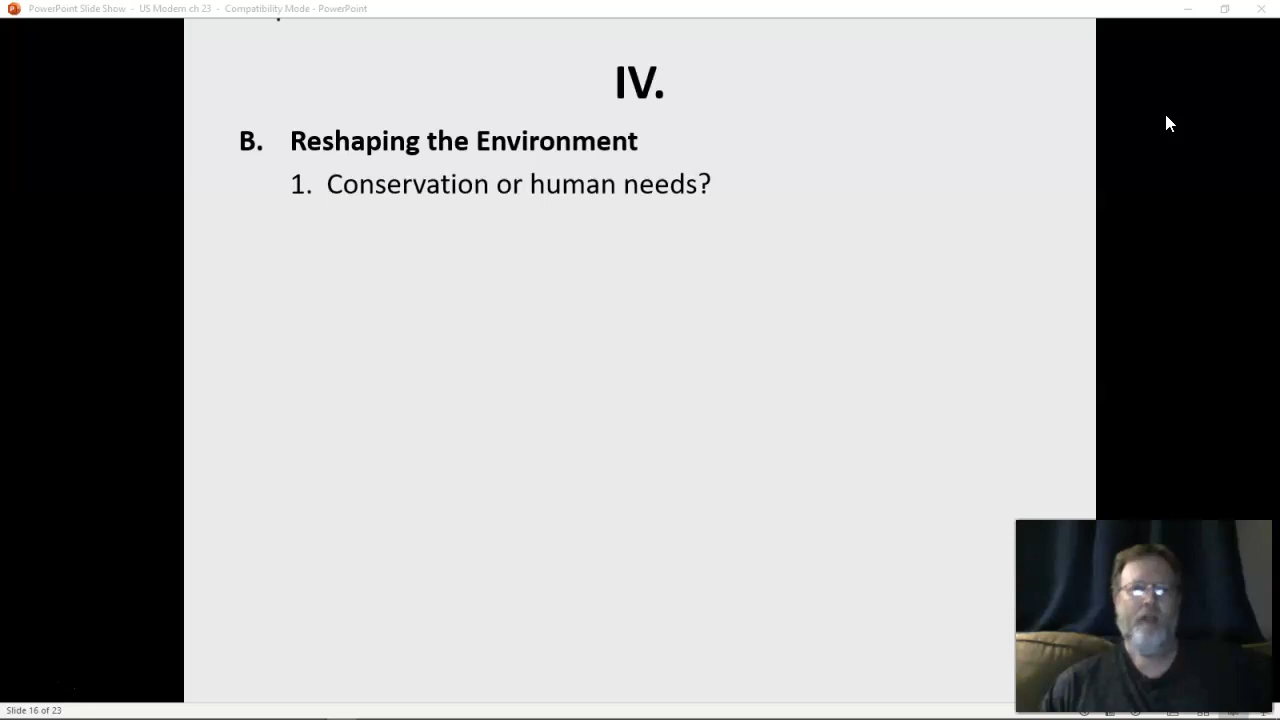 PowerPoint Slide Show - US Modern ch 23 - Compatibility Mode - PowerPoint
IV.
B. Reshaping the Environment
1. Conservation or human needs?
Slide 16 of 23